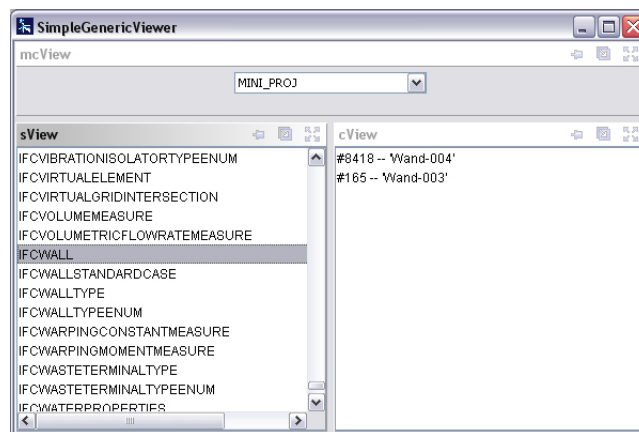 SimpleGenericViewer
mcView
MINI_PROJ
sView
IFCVIBRATIONISOLATORTYPEENUM
IFCVIRTUALELEMENT
IFCVIRTUALGRIDINTERSECTION
IFCVOLUMEMEASURE
IFCVOLUMETRICFLOWRATEMEASURE
IFCWALL
IFCWALLSTANDARDCASE
IFCWALLTYPE
IFCWALLTYPEENUM
IFCWARPINGCONSTANTMEASURE
IFCWARPINGMOMENTMEASURE
IFCWASTETERMINALTYPE
IFCWASTETERMINALTYPEENUM
IFCWATERPROPERTIES
cView
#8418 -- 'Wand-004'
#165 -- 'Wand-003'